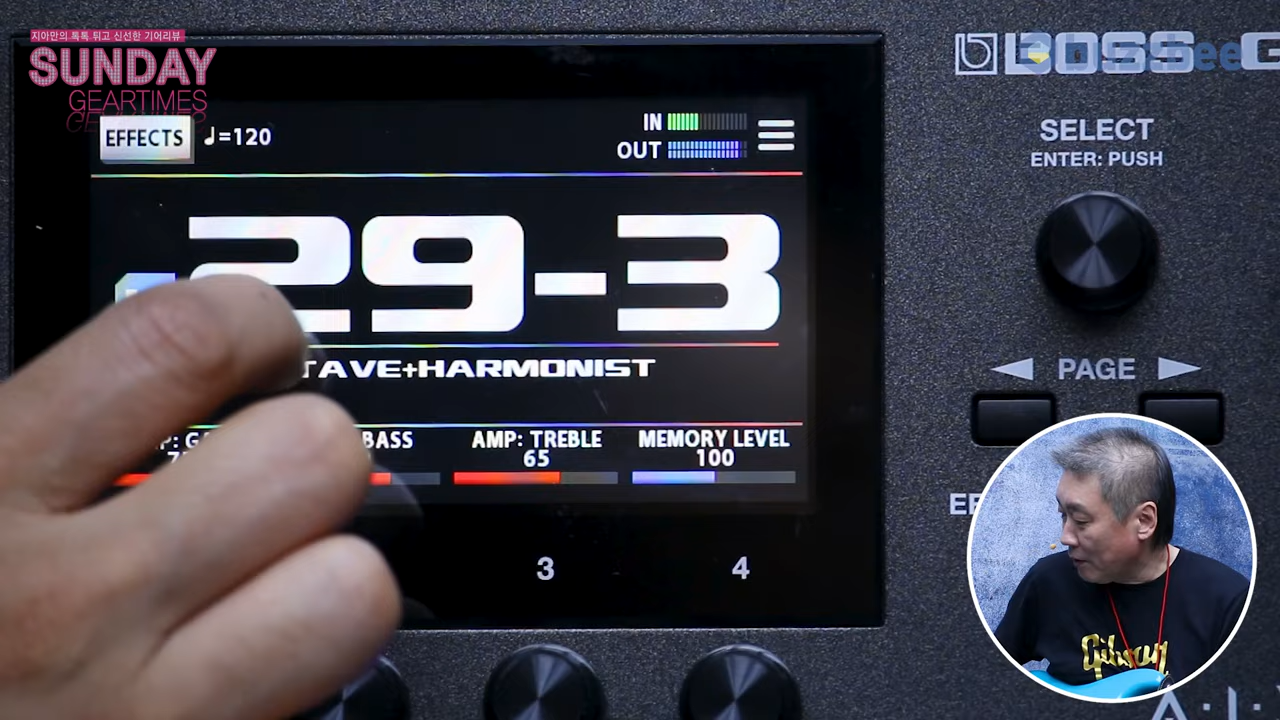 지아만의 톡톡 튀고 신선한 기어리뷰
SUNDAY
GEARTIMES
EFFECTS ♩=120
IN
OUT
29-3
TAVE+HARMONIST
BASS
AMP: TREBLE
65
MEMORY LEVEL
100
3
4
BOSS G
SELECT
ENTER: PUSH
PAGE
Gibson